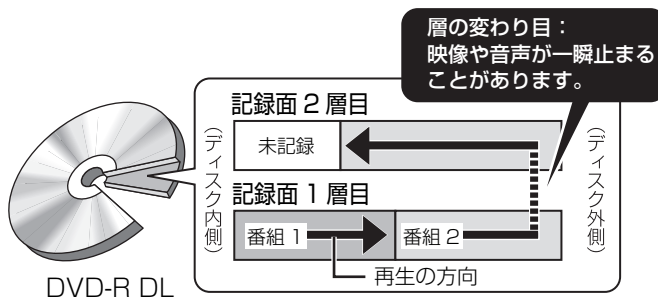 層の変わり目：
映像や音声が一瞬止まる
ことがあります。
記録面 2 層目
未記録
（ディスク内側）
（ディスク外側）
記録面 1 層目
番組 1
番組 2
再生の方向
DVD-R DL